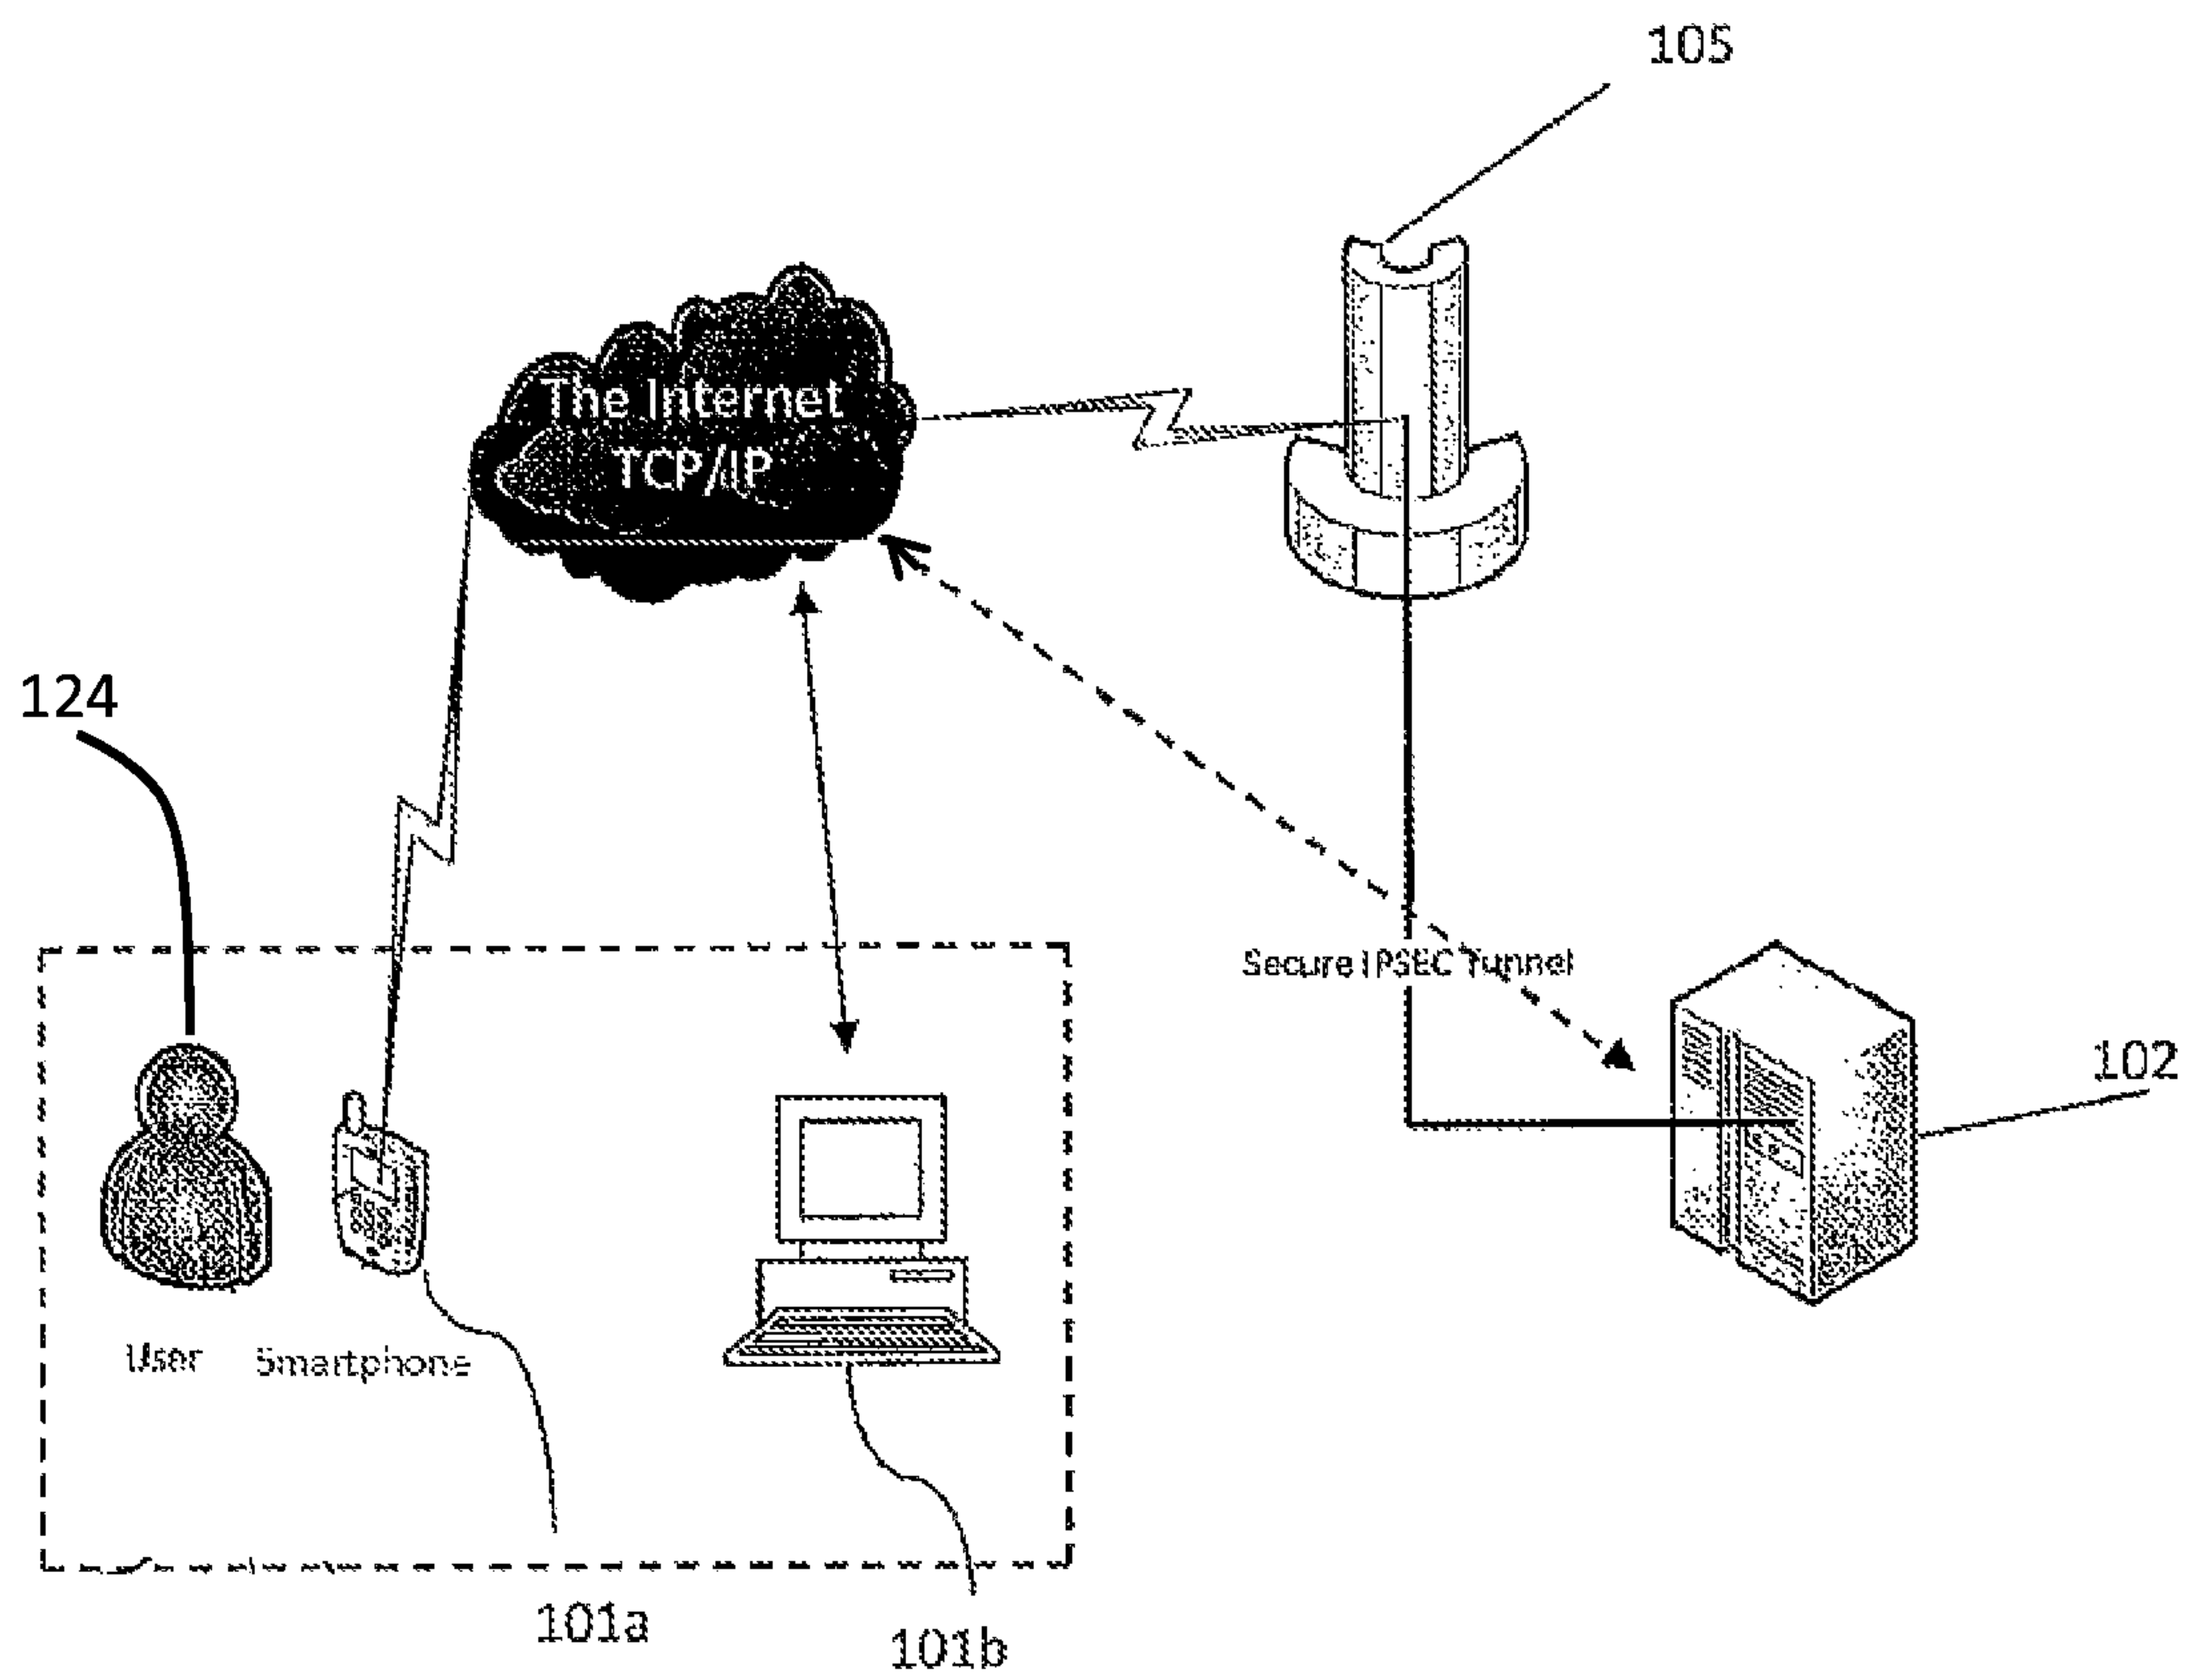 105
The Internet
TCP/IP
124
Secure IPSEC Tunnel
102
User
Smartphone
101a
101b